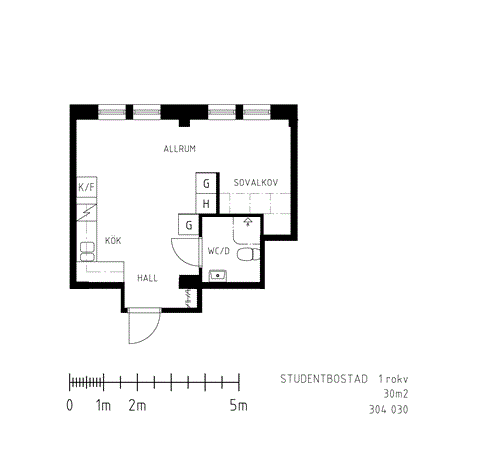 ALLRUM
K/F
G
SOVALKOV
H
G
KÖK
WC/D
HALL
STUDENTBOSTAD 1 rokv
30m2
304 030
0 1m 2m 5m